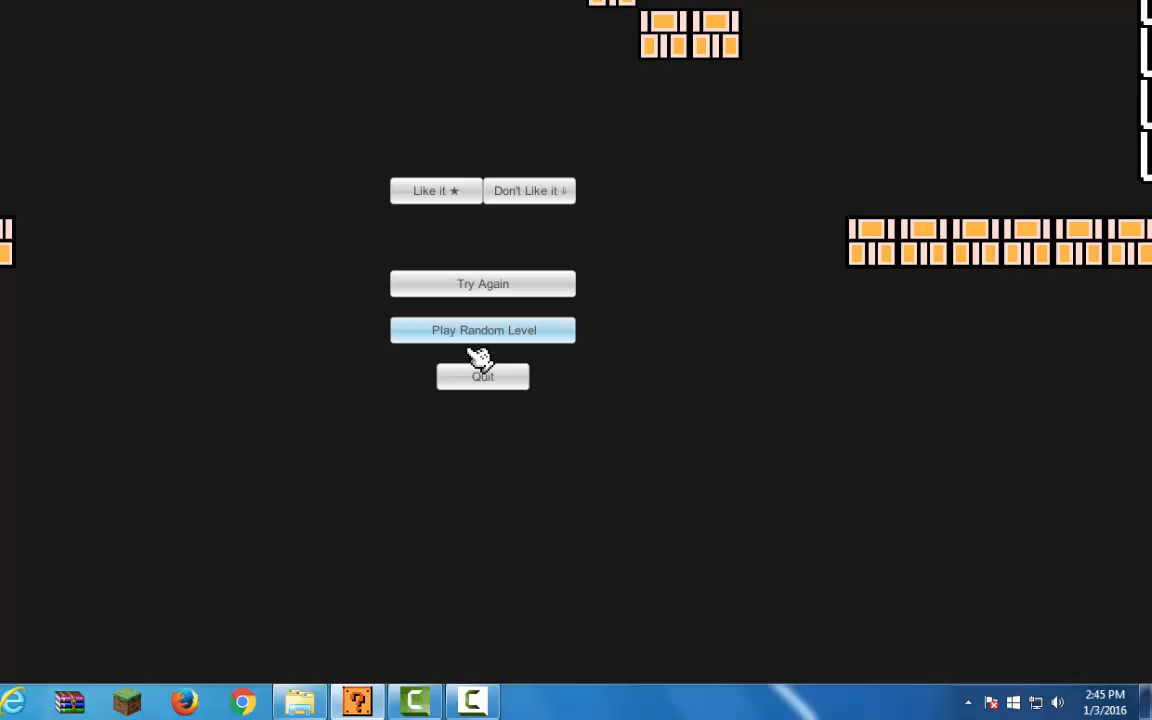 Like it ★ Don't Like it ⇩
Try Again
Play Random Level
Quit
2:45 PM
1/3/2016